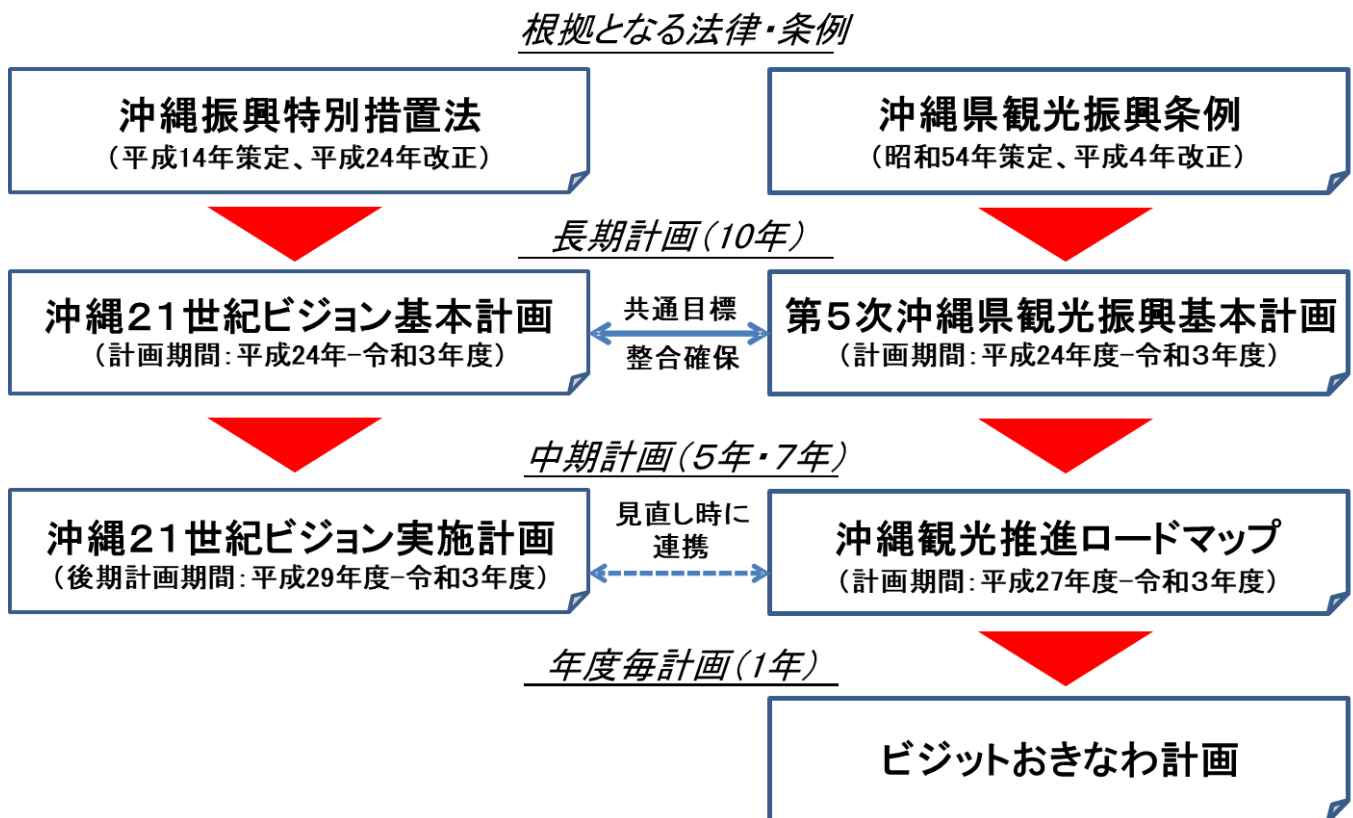 根拠となる法律・条例
沖縄振興特別措置法
（平成14年策定、平成24年改正）
沖縄県観光振興条例
（昭和54年策定、平成４年改正）
長期計画（10年）
沖縄２１世紀ビジョン基本計画
（計画期間：平成24年-令和３年度）
共通目標
整合確保
第５次沖縄県観光振興基本計画
（計画期間：平成24年度-令和３年度）
中期計画（５年・７年）
沖縄２１世紀ビジョン実施計画
（後期計画期間：平成29年度-令和３年度）
見直し時に
連携
沖縄観光推進ロードマップ
（計画期間：平成27年度-令和３年度）
年度毎計画（1年）
ビジットおきなわ計画